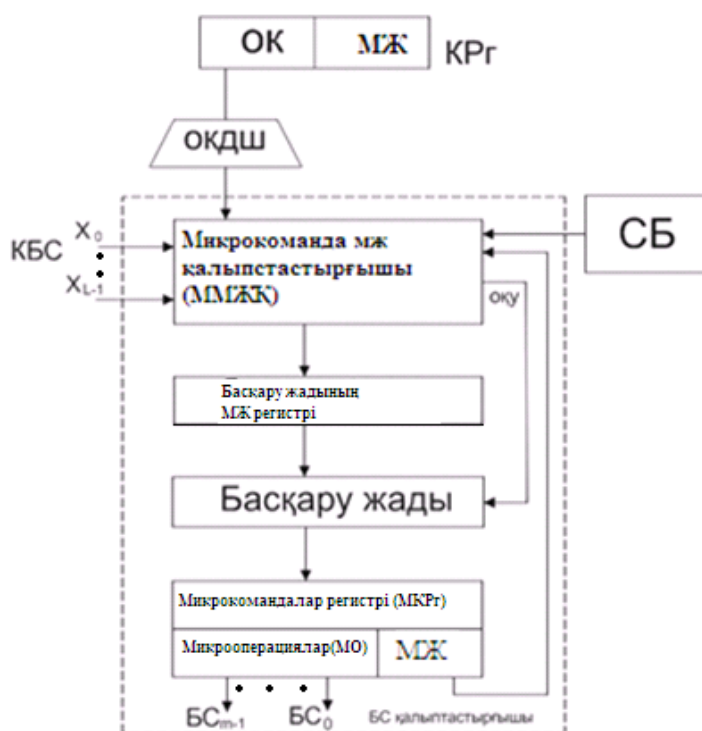 ОК МЖ КРг
ОКДШ
СБ
КБС X0
XL-1
Микрокоманда мж
қалыпстастырғышы
(ММЖҚ)
оқу
Басқару жадының
МЖ регистрі
Басқару жады
Микрокомандалар регистрі (МКРг)
Микрооперациялар(МО) МЖ
БСm-1 БС0 БС қалыптастырғышы